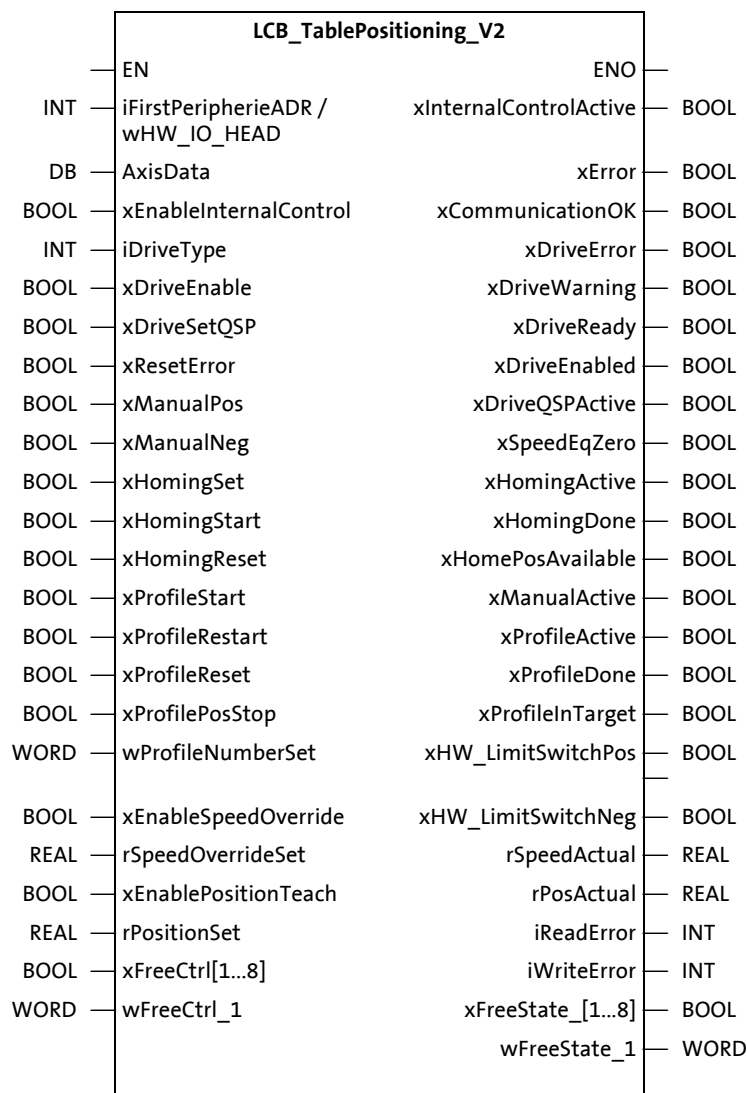 LCB_TablePositioning_V2
EN ENO
INT iFirstPeripherieADR / xInternalControlActive BOOL
wHW_IO_HEAD
DB AxisData xError BOOL
BOOL xEnableInternalControl xCommunicationOK BOOL
INT iDriveType xDriveError BOOL
BOOL xDriveEnable xDriveWarning BOOL
BOOL xDriveSetQSP xDriveReady BOOL
BOOL xResetError xDriveEnabled BOOL
BOOL xManualPos xDriveQSPActive BOOL
BOOL xManualNeg xSpeedEqZero BOOL
BOOL xHomingSet xHomingActive BOOL
BOOL xHomingStart xHomingDone BOOL
BOOL xHomingReset xHomePosAvailable BOOL
BOOL xProfileStart xManualActive BOOL
BOOL xProfileRestart xProfileActive BOOL
BOOL xProfileReset xProfileDone BOOL
BOOL xProfilePosStop xProfileInTarget BOOL
WORD wProfileNumberSet xHW_LimitSwitchPos BOOL
BOOL xEnableSpeedOverride xHW_LimitSwitchNeg BOOL
REAL rSpeedOverrideSet rSpeedActual REAL
BOOL xEnablePositionTeach rPosActual REAL
REAL rPositionSet iReadError INT
BOOL xFreeCtrl[1...8] iWriteError INT
WORD wFreeCtrl_1 xFreeState_[1...8] BOOL
wFreeState_1 WORD